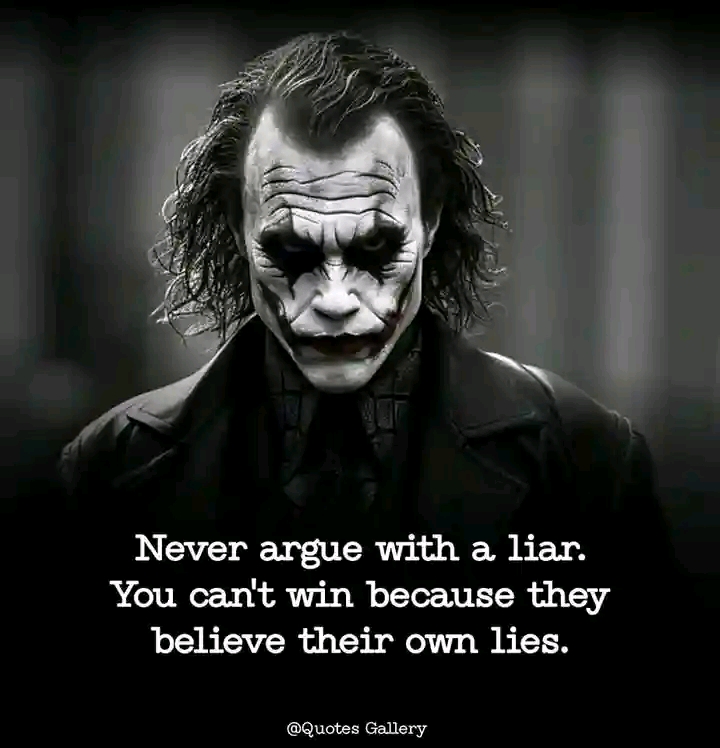 Never argue with a liar.
You can't win because they
believe their own lies.
@Quotes Gallery